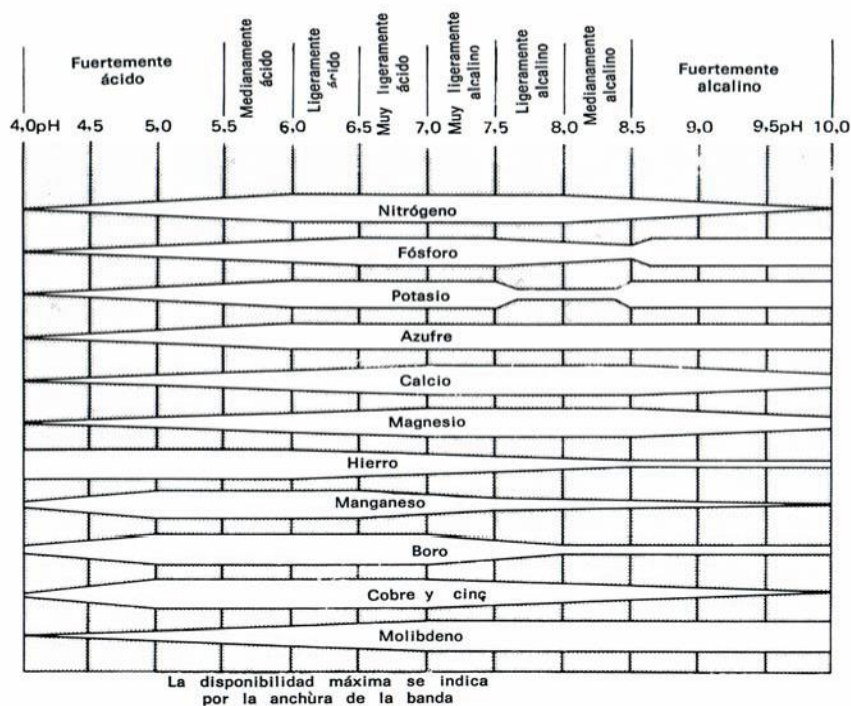 Fuertemente
ácido
Medianamente
ácido
Ligeramente
ácido
Muy ligeramente
ácido
Muy ligeramente
alcalino
Ligeramente
alcalino
Medianamente
alcalino
Fuertemente
alcalino
4.0pH 4.5 5.0 5.5 6.0 6.5 7.0 7.5 8.0 8.5 9.0 9.5pH 10.0
Nitrógeno
Fósforo
Potasio
Azufre
Calcio
Magnesio
Hierro
Manganeso
Boro
Cobre y cinç
Molibdeno
La disponibilidad máxima se indica
por la anchùra de la banda